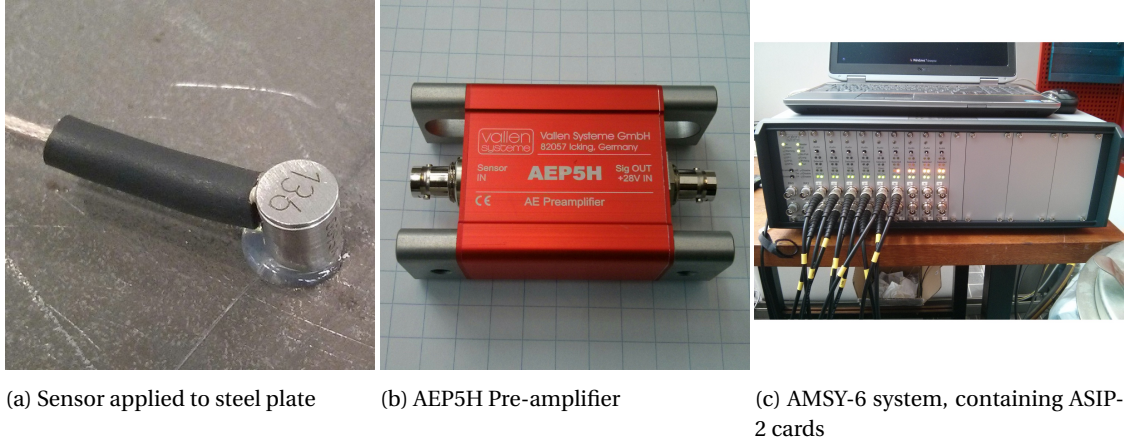 135
vallen
systeme
Vallen Systeme GmbH
82057 Icking, Germany
Sensor
IN
AEP5H
Sig OUT
+28V IN
CE
AE Preamplifier
(a) Sensor applied to steel plate
(b) AEP5H Pre-amplifier
(c) AMSY-6 system, containing ASIP-
2 cards